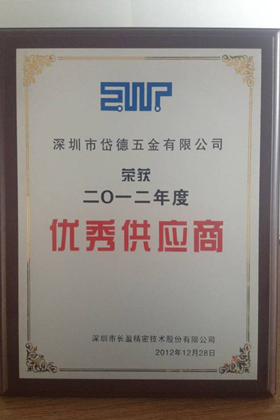 EWP
深圳市岱德五金有限公司
荣获
二〇一二年度
优秀供应商
深圳市长盈精密技术股份有限公司
2012年12月28日